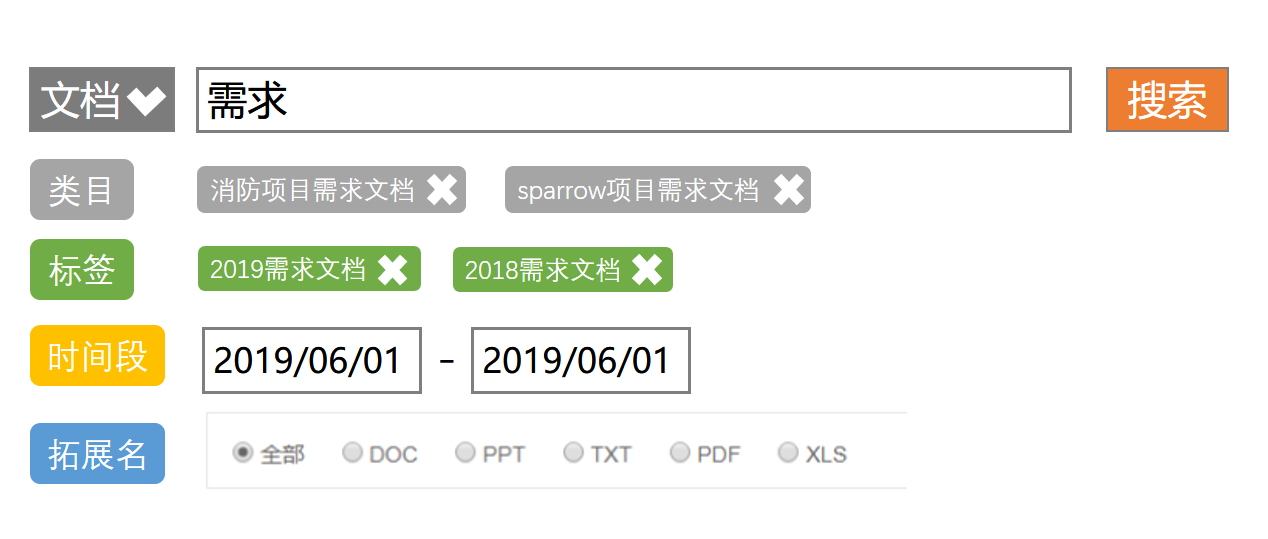 文档 需求 搜索
类目 消防项目需求文档 sparrow项目需求文档
标签 2019需求文档 2018需求文档
时间段 2019/06/01 - 2019/06/01
拓展名 全部 DOC PPT TXT PDF XLS